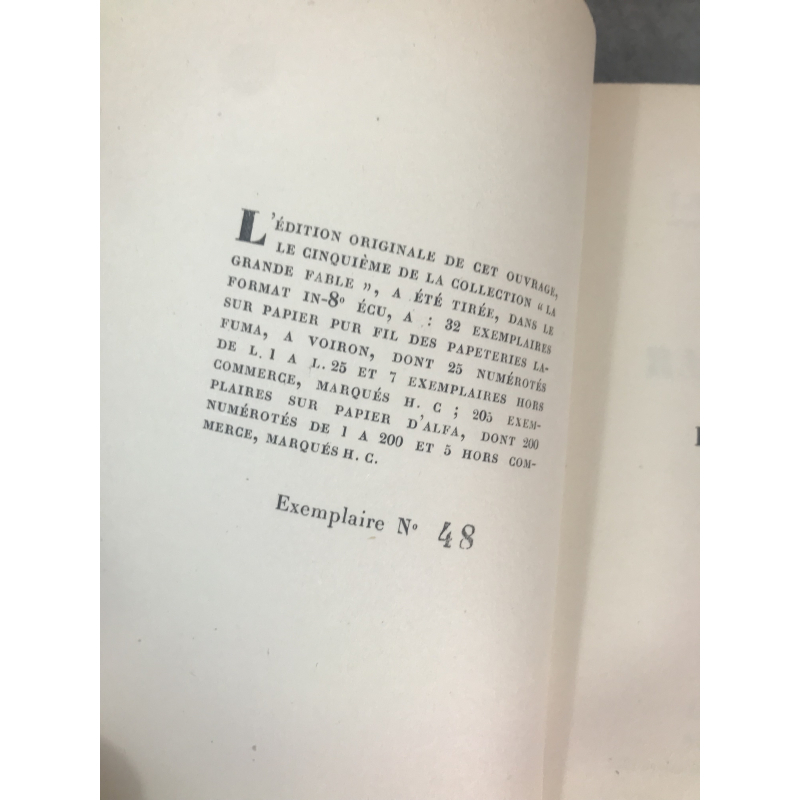 L'ÉDITION ORIGINALE DE CET OUVRAGE,
LE CINQUIÈME DE LA COLLECTION “ LA
GRANDE FABLE ”, A ÉTÉ TIRÉE, DANS LE
FORMAT IN-8º ÉCU, A : 32 EXEMPLAIRES
SUR PAPIER PUR FIL DES PAPETERIES LA-
FUMA, A VOIRON, DONT 25 NUMÉROTÉS
DE L. 1 A L. 25 ET 7 EXEMPLAIRES HORS
COMMERCE, MARQUÉS H. C ; 205 EXEM-
PLAIRES SUR PAPIER D'ALFA, DONT 200
NUMÉROTÉS DE 1 A 200 ET 5 HORS COM-
MERCE, MARQUÉS H. C.
Exemplaire Nº 48